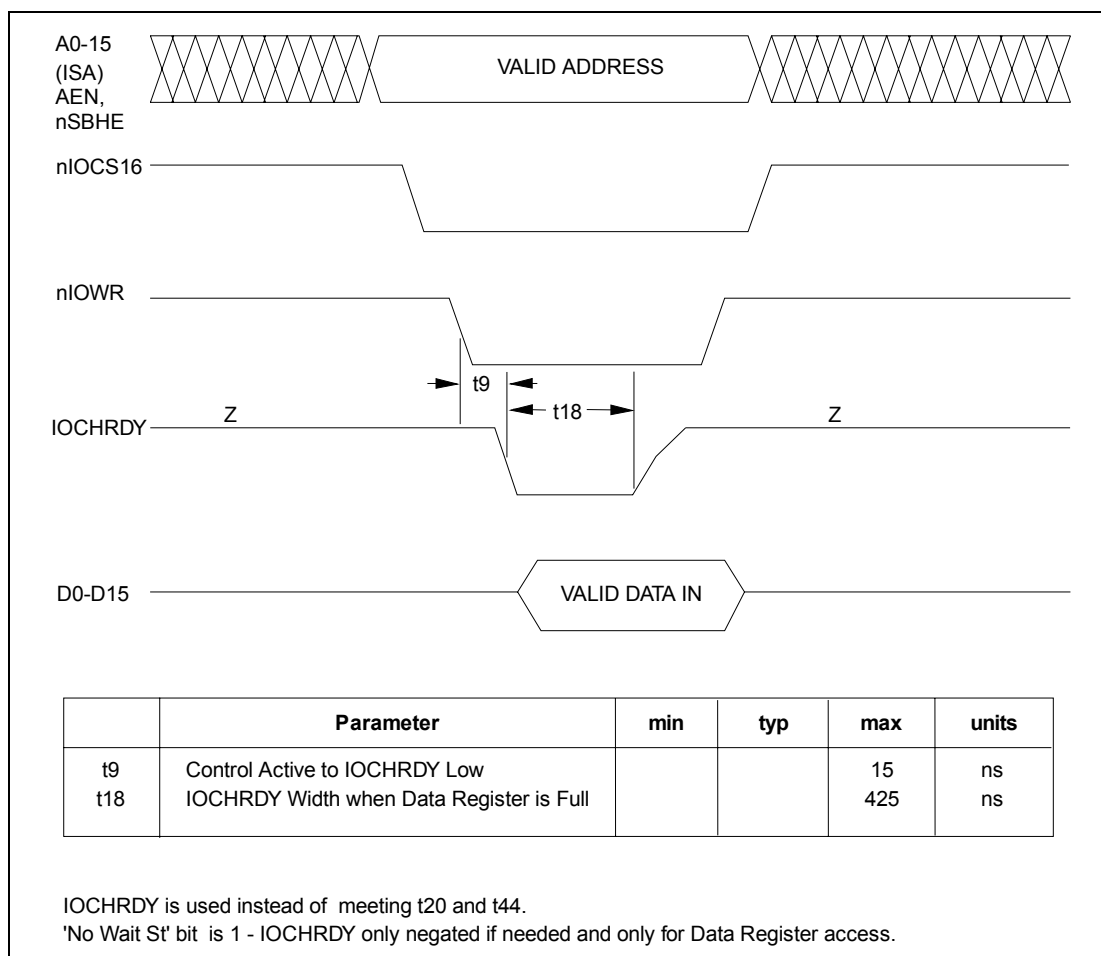 A0-15
(ISA)
AEN,
nSBHE
VALID ADDRESS
nIOCS16
nIOWR
t9
t18
IOCHRDY
Z
Z
D0-D15
VALID DATA IN
Parameter min typ max units
t9 Control Active to IOCHRDY Low 15 ns
t18 IOCHRDY Width when Data Register is Full 425 ns
IOCHRDY is used instead of meeting t20 and t44.
'No Wait St' bit is 1 - IOCHRDY only negated if needed and only for Data Register access.